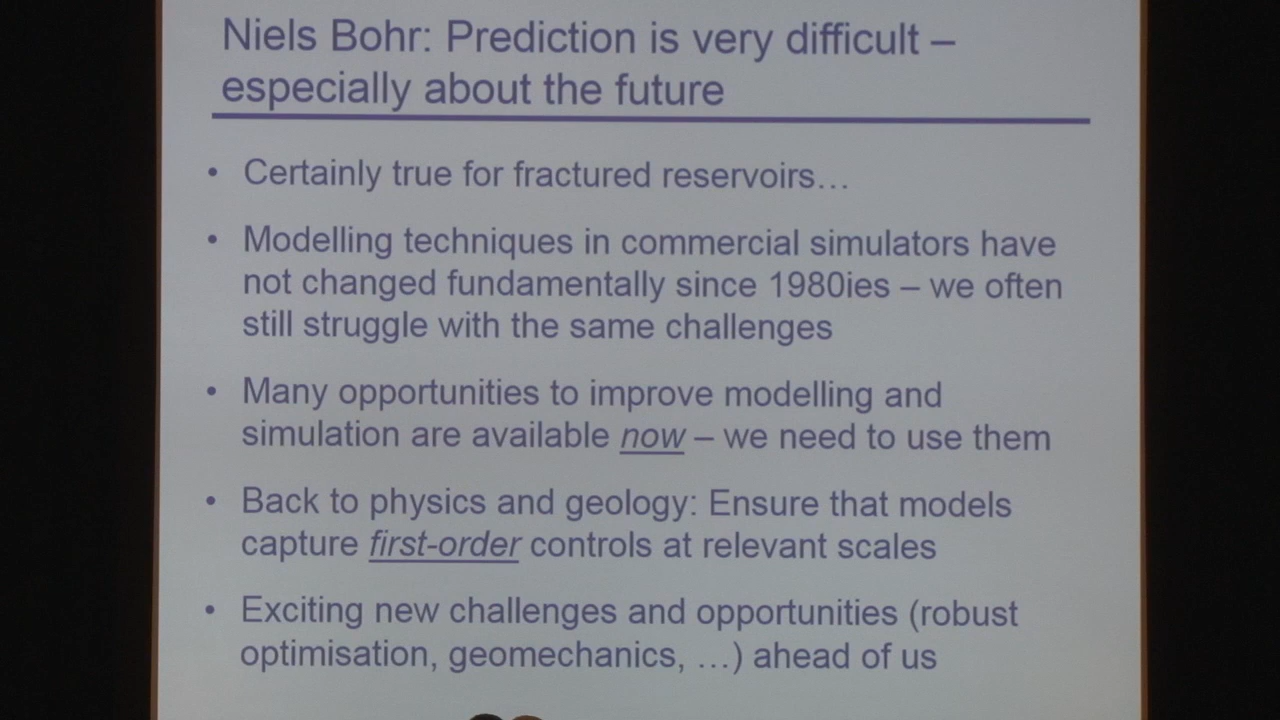 Niels Bohr: Prediction is very difficult –
especially about the future
• Certainly true for fractured reservoirs…
• Modelling techniques in commercial simulators have
not changed fundamentally since 1980ies – we often
still struggle with the same challenges
• Many opportunities to improve modelling and
simulation are available now – we need to use them
• Back to physics and geology: Ensure that models
capture first-order controls at relevant scales
• Exciting new challenges and opportunities (robust
optimisation, geomechanics, …) ahead of us